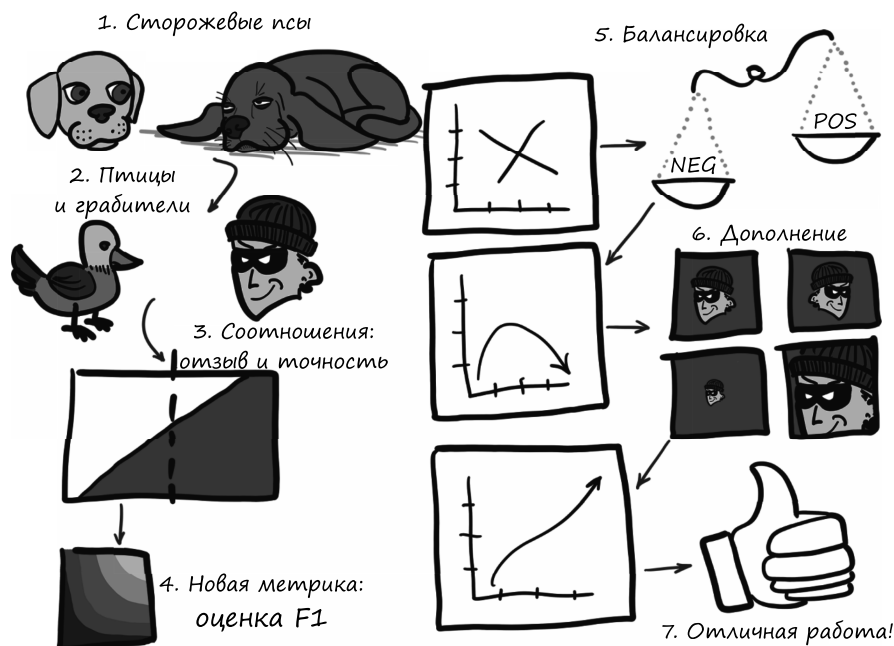 1. Сторожевые псы
2. Птицы
и грабители
3. Соотношения:
отзыв и точность
4. Новая метрика:
оценка F1
5. Балансировка
POS
NEG
6. Дополнение
7. Отличная работа!